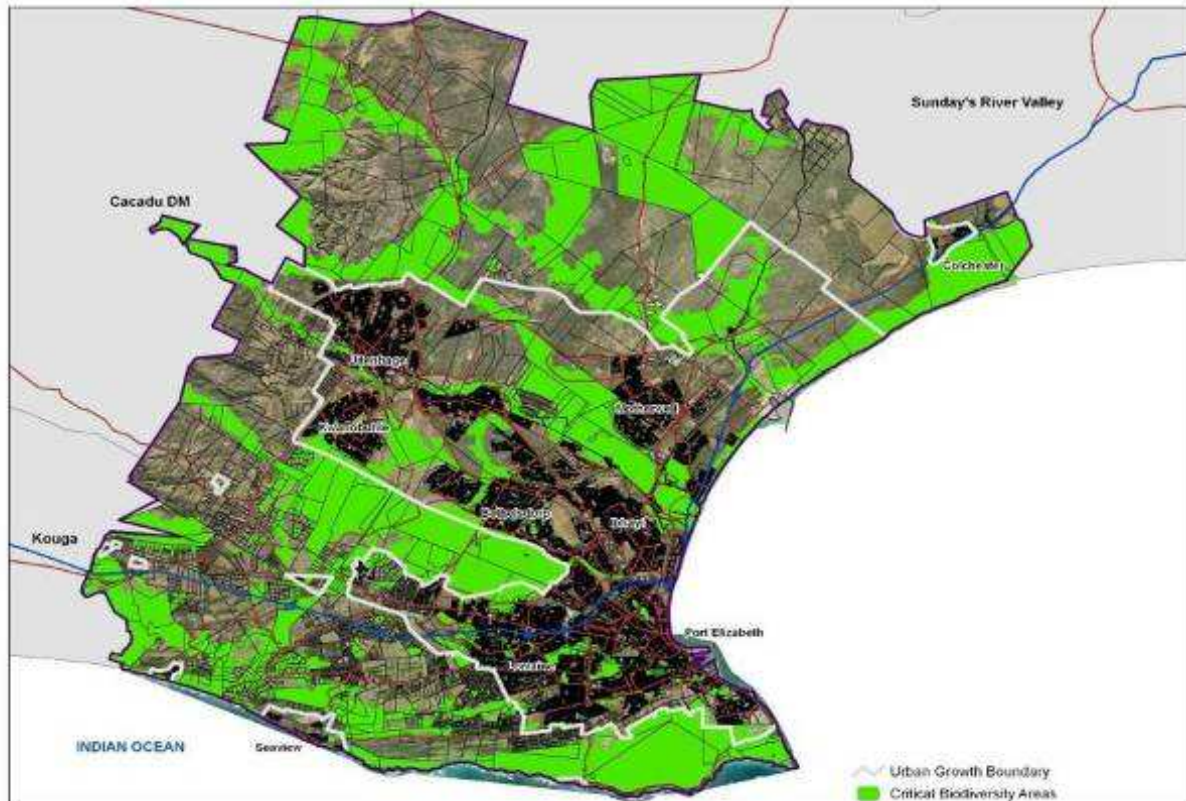 Sunday's River Valley
Cacadu DM
Colchester
Uitenhage
Motherwell
Kwanobuhle
Betheldorp
Ibhayi
Kouga
Port Elizabeth
Lorraine
INDIAN OCEAN
Seaview
Urban Growth Boundary
Critical Biodiversity Areas